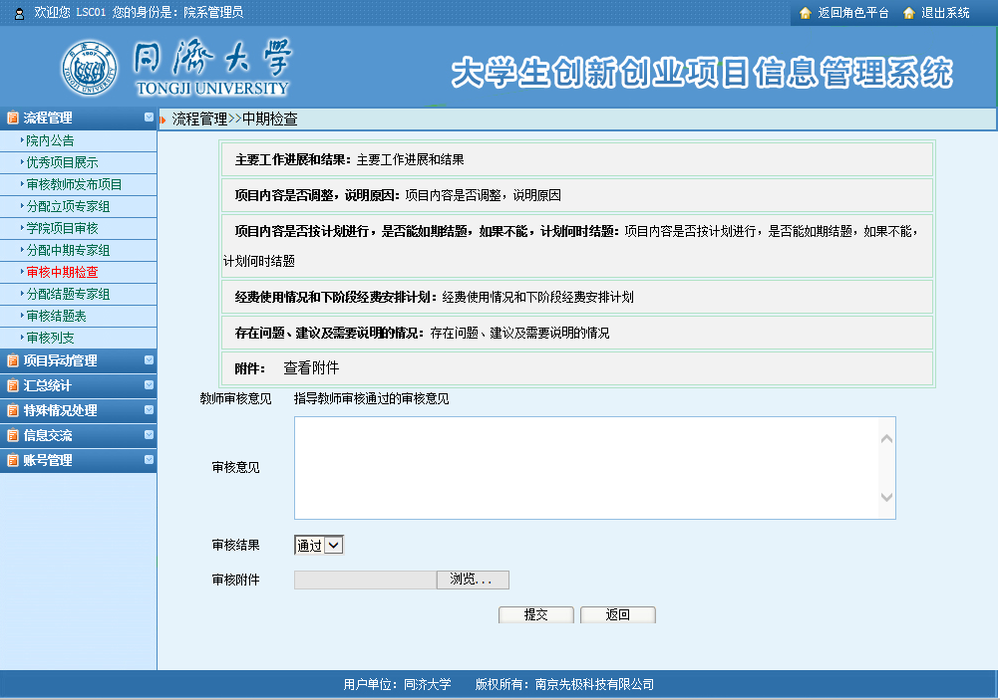 欢迎您 LSC01 您的身份是：院系管理员
返回角色平台 退出系统
同济大学
TONGJI UNIVERSITY
大学生创新创业项目信息管理系统
流程管理
院内公告
优秀项目展示
审核教师发布项目
分配立项专家组
学院项目审核
分配中期专家组
审核中期检查
分配结题专家组
审核结题表
审核列支
项目异动管理
汇总统计
特殊情况处理
信息交流
账号管理
流程管理>>中期检查
主要工作进展和结果：主要工作进展和结果
项目内容是否调整，说明原因：项目内容是否调整，说明原因
项目内容是否按计划进行，是否能如期结题，如果不能，计划何时结题：项目内容是否按计划进行，是否能如期结题，如果不能，
计划何时结题
经费使用情况和下阶段经费安排计划：经费使用情况和下阶段经费安排计划
存在问题、建议及需要说明的情况：存在问题、建议及需要说明的情况
附件： 查看附件
教师审核意见 指导教师审核通过的审核意见
审核意见
审核结果 通过
审核附件 浏览...
提交 返回
用户单位：同济大学 版权所有：南京先极科技有限公司